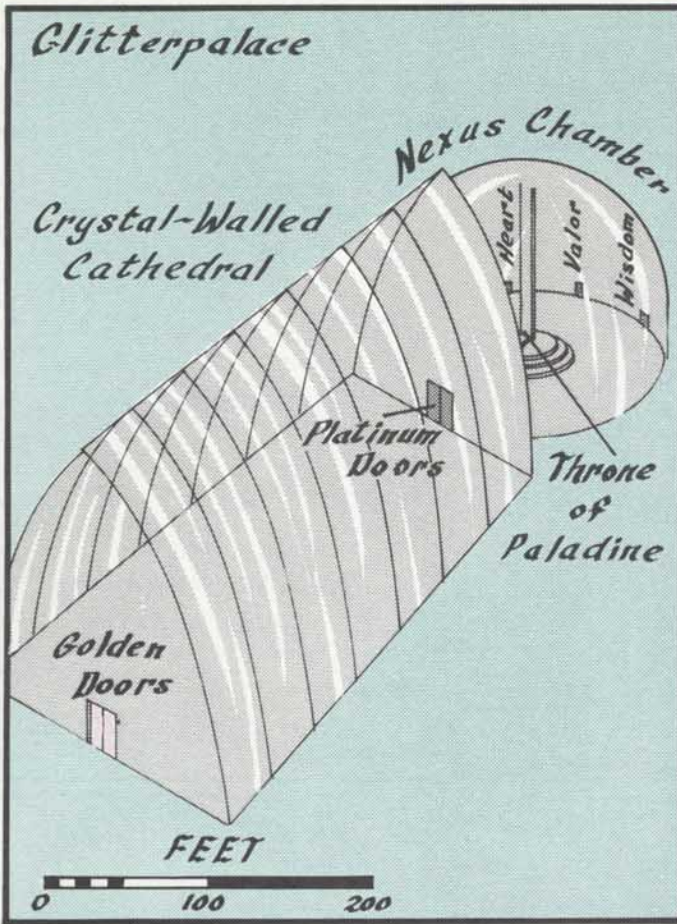 Glitterpalace
Nexus Chamber
Crystal-Walled
Cathedral
Heart
Valor
Wisdom
Platinum
Doors
Throne
of
Paladine
Golden
Doors
FEET
0 100 200